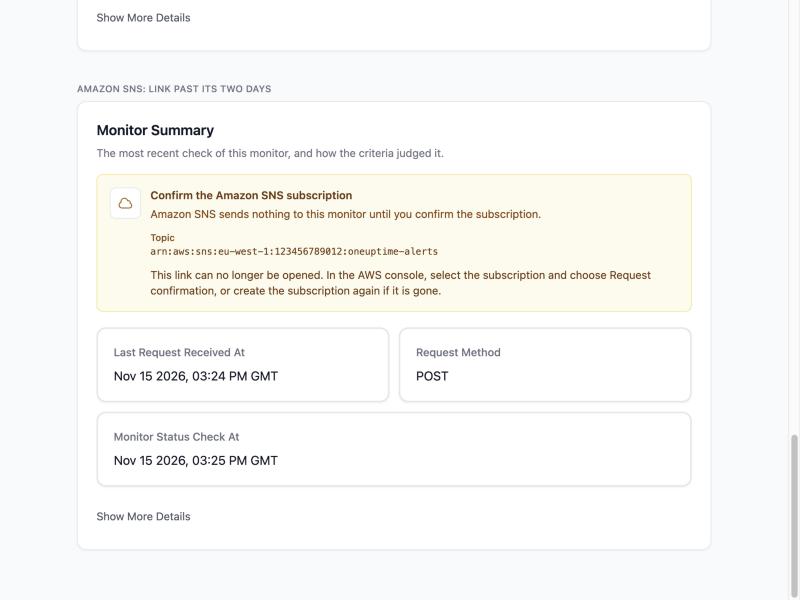 Show More Details
AMAZON SNS: LINK PAST ITS TWO DAYS
Monitor Summary
The most recent check of this monitor, and how the criteria judged it.
Confirm the Amazon SNS subscription
Amazon SNS sends nothing to this monitor until you confirm the subscription.
Topic
arn:aws:sns:eu-west-1:123456789012:oneuptime-alerts
This link can no longer be opened. In the AWS console, select the subscription and choose Request
confirmation, or create the subscription again if it is gone.
Last Request Received At
Nov 15 2026, 03:24 PM GMT
Request Method
POST
Monitor Status Check At
Nov 15 2026, 03:25 PM GMT
Show More Details